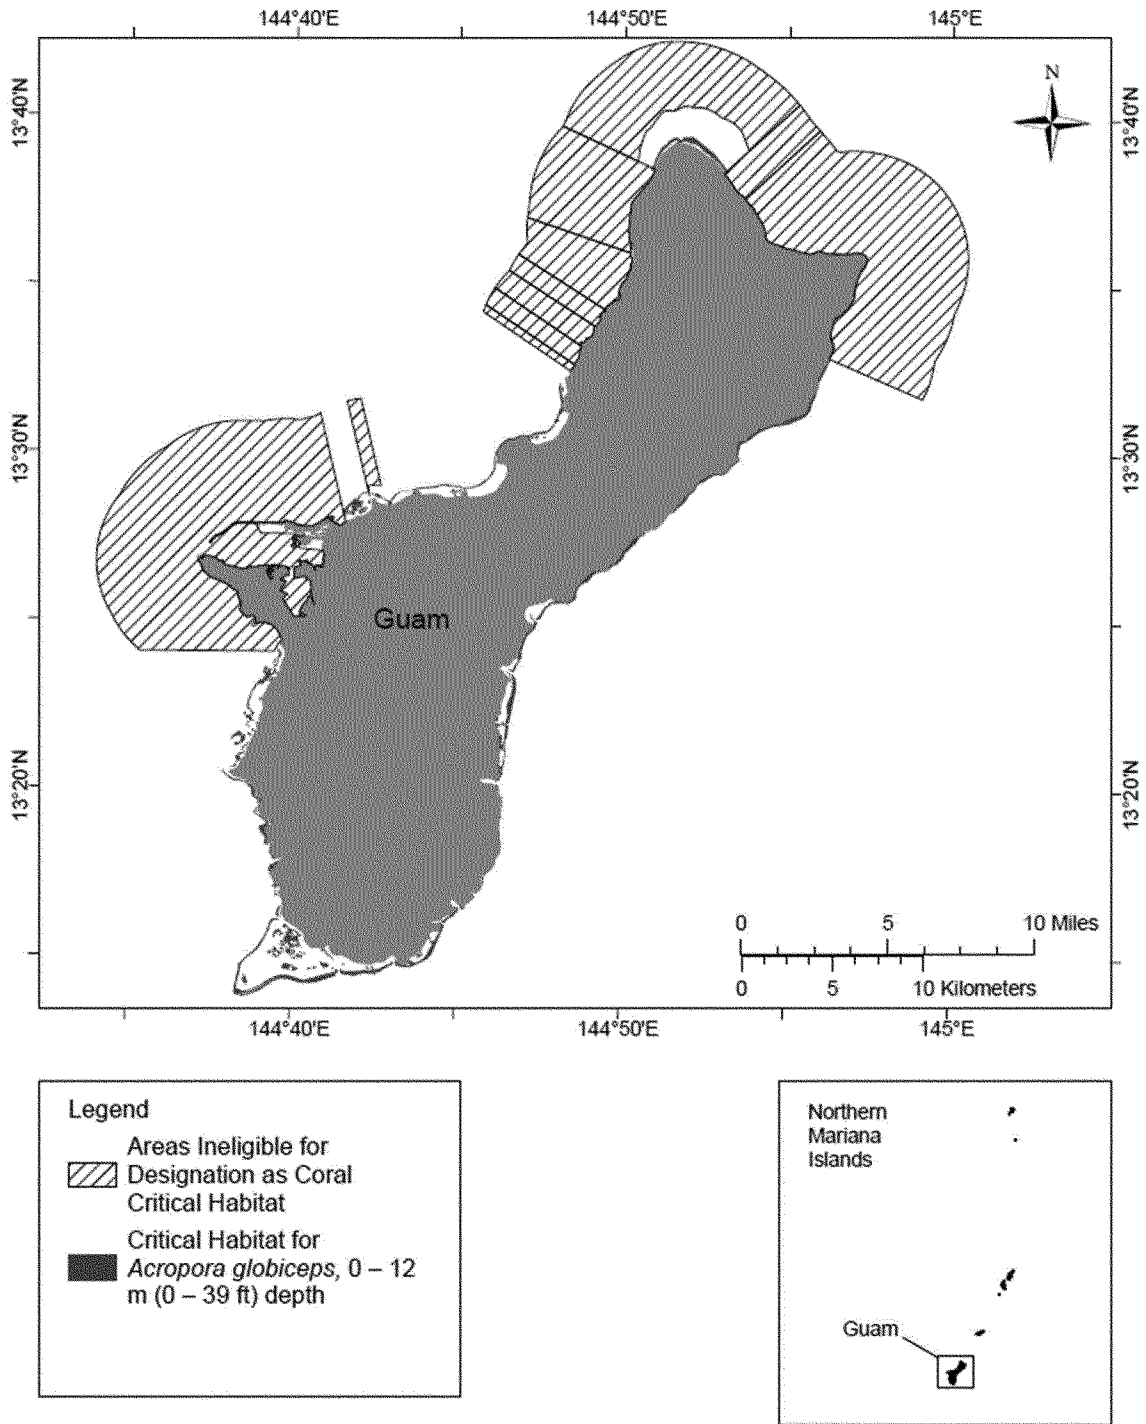 144°40'E 144°50'E 145°E
N
13°40'N 13°40'N
13°30'N 13°30'N
Guam
13°20'N 13°20'N
0 5 10 Miles
0 5 10 Kilometers
144°40'E 144°50'E 145°E
Legend
Areas Ineligible for
Designation as Coral
Critical Habitat
Critical Habitat for
Acropora globiceps, 0 – 12
m (0 – 39 ft) depth
Northern
Mariana
Islands
Guam